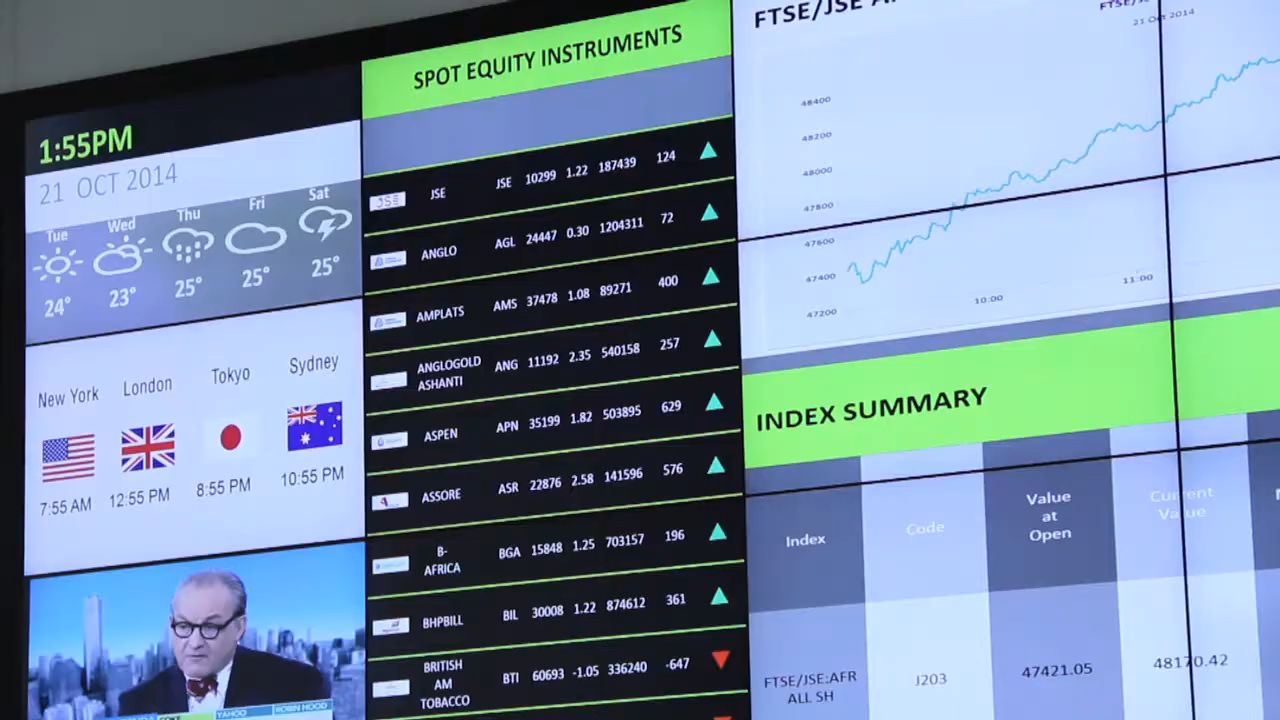 1:55PM
21 OCT 2014
Tue Wed Thu Fri Sat
24° 23° 25° 25° 25°
New York London Tokyo Sydney
7:55 AM 12:55 PM 8:55 PM 10:55 PM
YAHOO ROBIN HOOD
SPOT EQUITY INSTRUMENTS
JSE JSE JSE 10299 1.22 187439 124
ANGLO AGL 24447 0.30 1204311 72
AMPLATS AMS 37478 1.08 89271 400
ANGLOGOLD
ASHANTI ANG 11192 2.35 540158 257
ASPEN APN 35199 1.82 503895 629
ASSORE ASR 22876 2.58 141596 576
B-
AFRICA BGA 15848 1.25 703157 196
BHPBILL BIL 30008 1.22 874612 361
BRITISH
AM
TOBACCO BTI 60693 -1.05 336240 -647
FTSE/JSE
21 Oct 2014
48400
48200
48000
47800
47600
47400
47200
10:00 11:00
INDEX SUMMARY
Index Code Value
at
Open Current
Value
FTSE/JSE:AFR
ALL SH J203 47421.05 48170.42